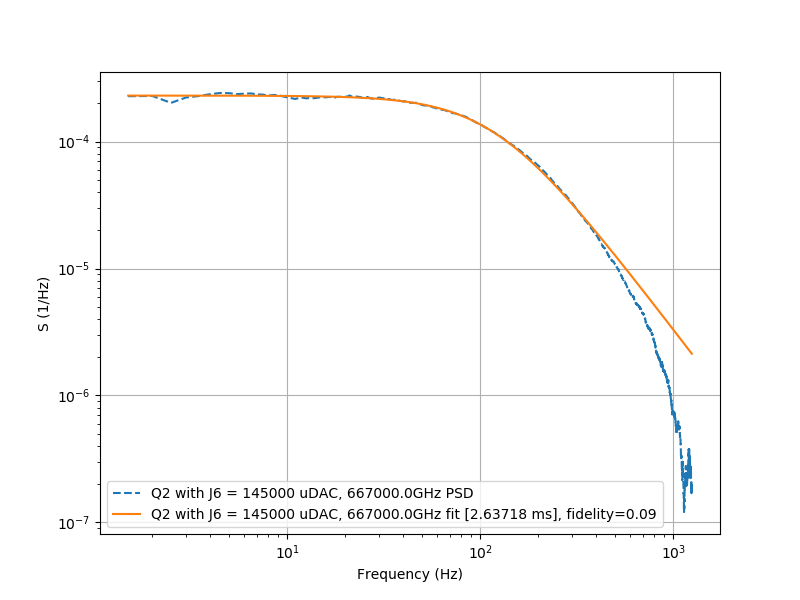 10⁻⁴
10⁻⁵
10⁻⁶
10⁻⁷
S (1/Hz)
Q2 with J6 = 145000 uDAC, 667000.0GHz PSD
Q2 with J6 = 145000 uDAC, 667000.0GHz fit [2.63718 ms], fidelity=0.09
10¹ 10² 10³
Frequency (Hz)